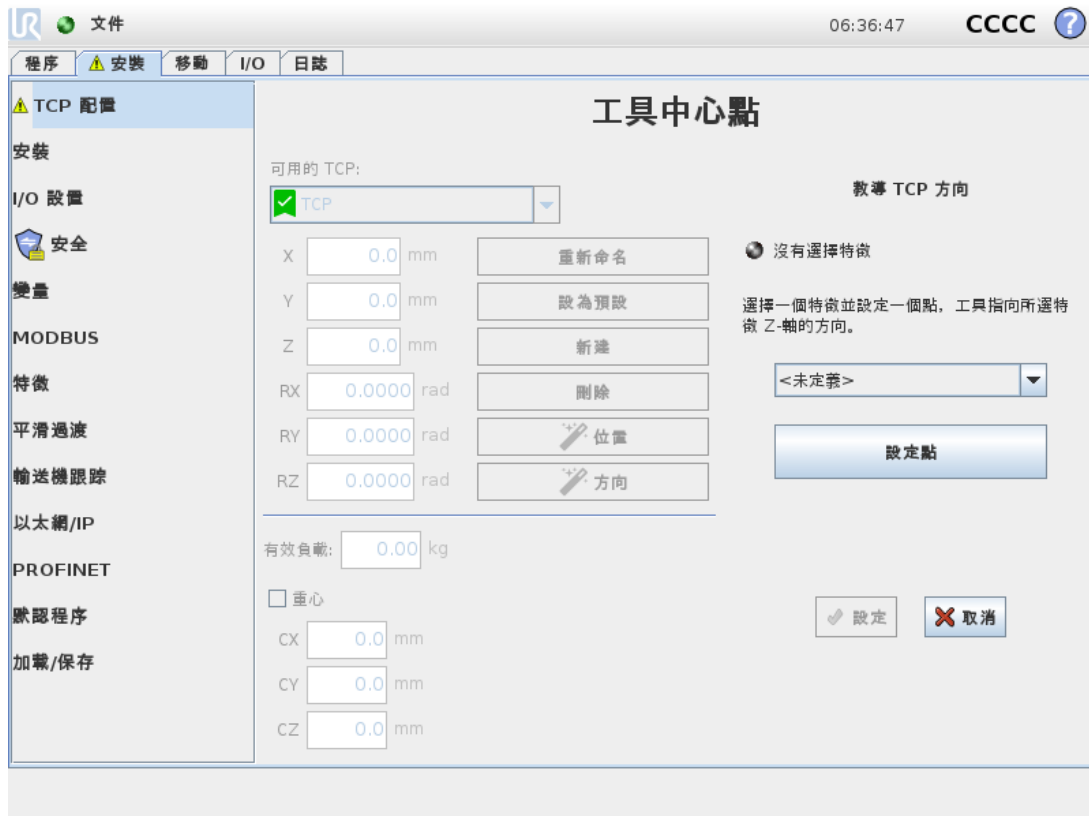 UR 文件 06:36:47 CCCC ?
程序 安裝 移動 I/O 日誌
TCP 配置
安裝
I/O 設置
安全
變量
MODBUS
特徵
平滑過渡
輸送機跟踪
以太網/IP
PROFINET
默認程序
加載/保存
工具中心點
可用的 TCP:
TCP
X 0.0 mm 重新命名
Y 0.0 mm 設為預設
Z 0.0 mm 新建
RX 0.0000 rad 刪除
RY 0.0000 rad 位置
RZ 0.0000 rad 方向
有效負載: 0.00 kg
重心
CX 0.0 mm
CY 0.0 mm
CZ 0.0 mm
教導 TCP 方向
沒有選擇特徵
選擇一個特徵並設定一個點，工具指向所選特
徵 Z-軸的方向。
<未定義>
設定點
設定 取消